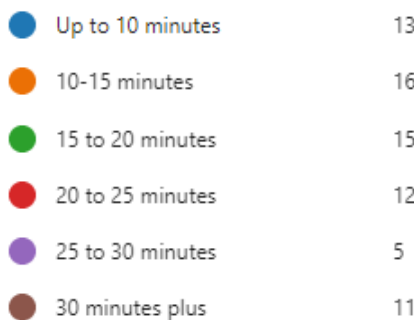 Up to 10 minutes 13
10-15 minutes 16
15 to 20 minutes 15
20 to 25 minutes 12
25 to 30 minutes 5
30 minutes plus 11